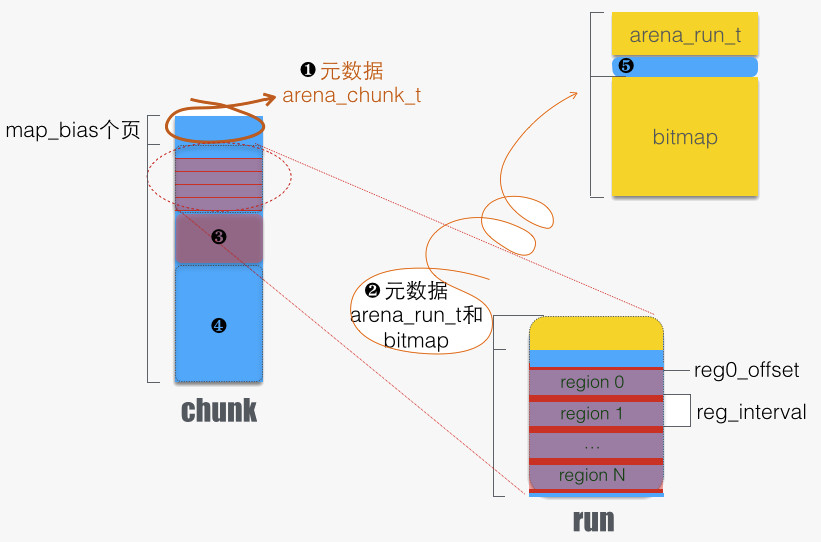 ❶ 元数据
arena_chunk_t
map_bias个页
❸
❹
chunk
arena_run_t
❺
bitmap
❷ 元数据
arena_run_t和
bitmap
reg0_offset
region 0
region 1
reg_interval
...
region N
run